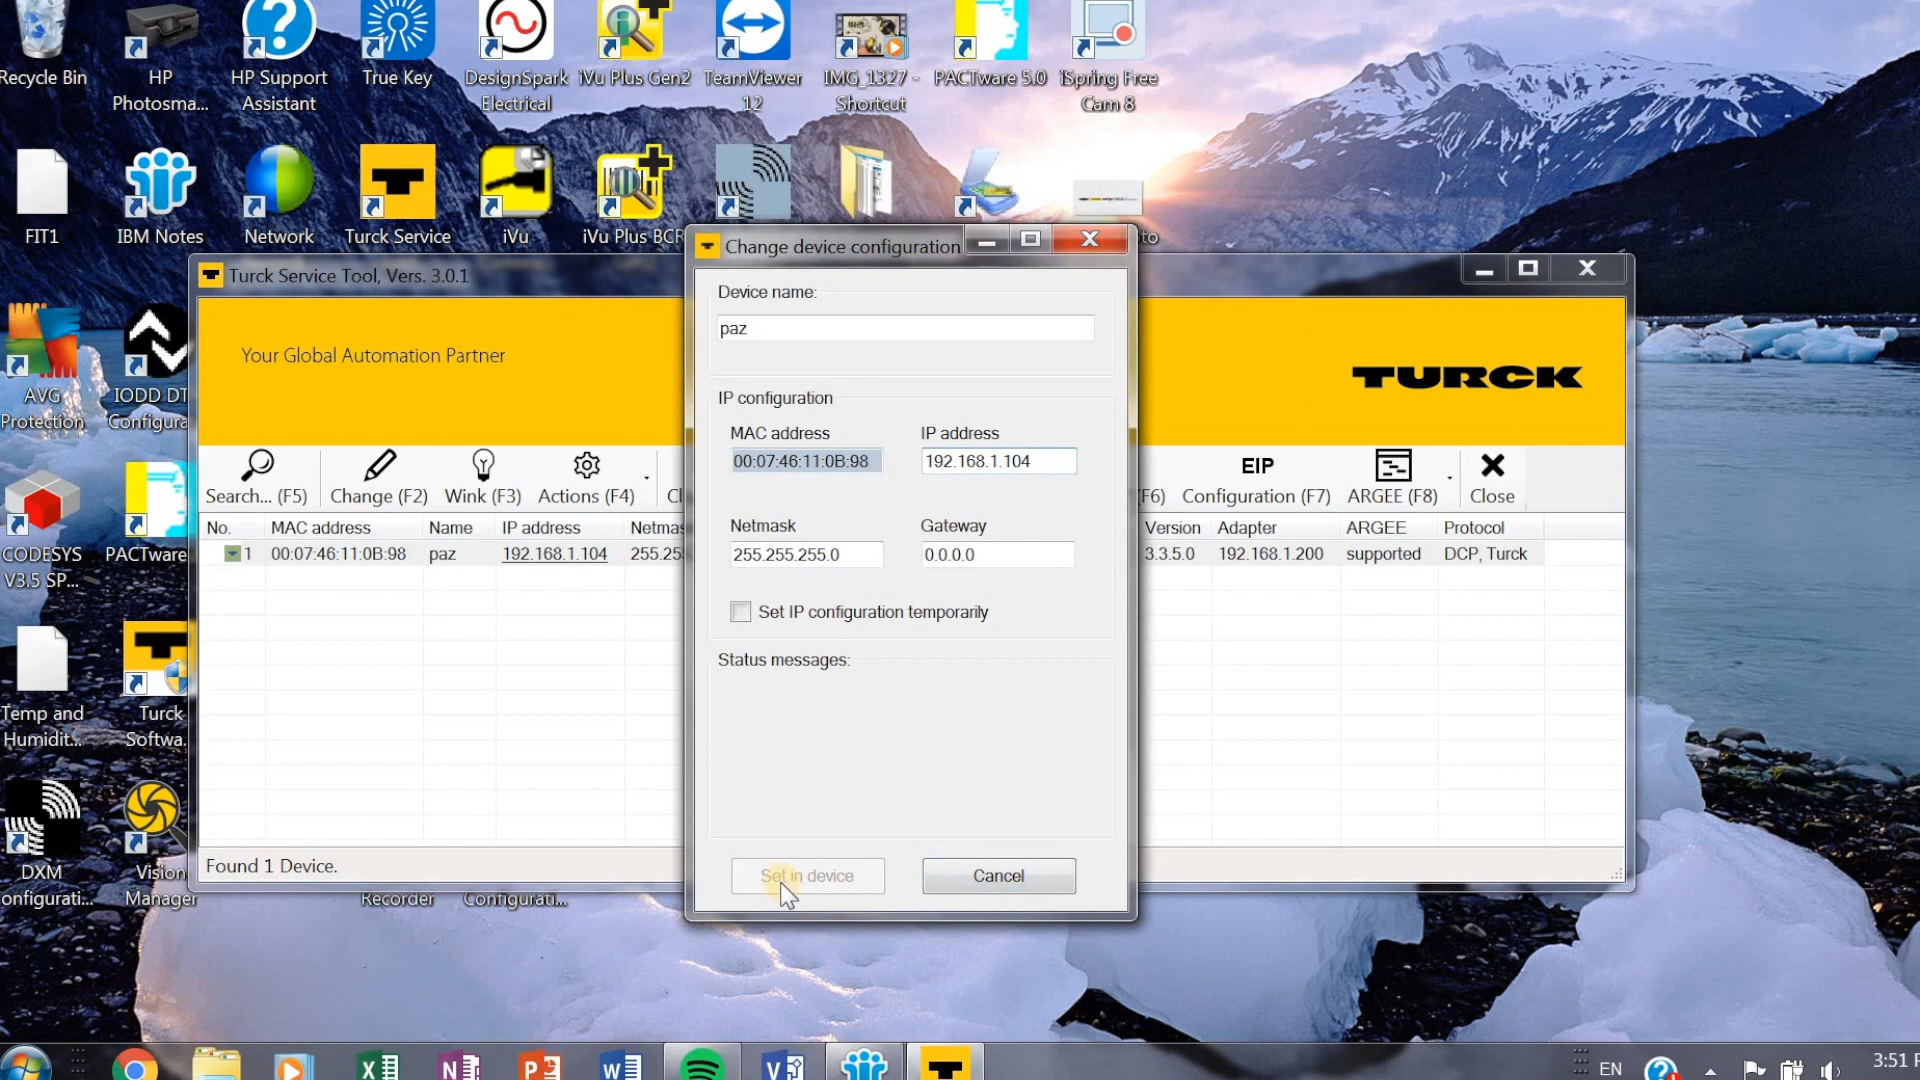 Recycle Bin
HP Photosma...
HP Support Assistant
True Key
DesignSpark Electrical
iVu Plus Gen2
TeamViewer 12
IMG_1327 - Shortcut
PACTware 5.0
iSpring Free Cam 8
FIT1
IBM Notes
Network
Turck Service
iVu
iVu Plus BCR
AVG Protection
IODD DT
Configura
CODESYS V3.5 SP...
PACTware
Temp and Humidit...
Turck Softwa...
DXM
onfigurati...
Vision Manager
Recorder
Configurati...
Turck Service Tool, Vers. 3.0.1
Your Global Automation Partner
TURCK
Search... (F5)
Change (F2)
Wink (F3)
Actions (F4)
Cl
F6)
EIP
Configuration (F7)
ARGEE (F8)
Close
No. MAC address Name IP address Netmas Version Adapter ARGEE Protocol
1 00:07:46:11:0B:98 paz 192.168.1.104 255.25 3.3.5.0 192.168.1.200 supported DCP, Turck
Found 1 Device.
Change device configuration
Device name:
paz
IP configuration
MAC address IP address
00:07:46:11:0B:98 192.168.1.104
Netmask Gateway
255.255.255.0 0.0.0.0
Set IP configuration temporarily
Status messages:
Set in device Cancel
EN
3:51 P